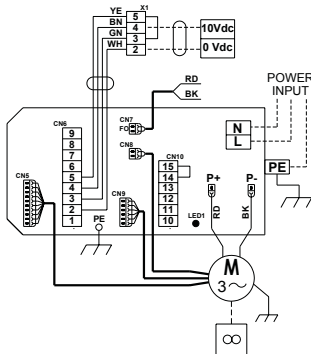 YE
BN
GN
WH
X1
5
4
3
2
10Vdc
0 Vdc
RD
BK
POWER
INPUT
CN7
FO
CN6
9
8
7
6
5
4
3
2
1
CN8
CN5
CN9
CN10
15
14
13
12
11
10
N
L
PE
P+
P-
PE
LED1
RD
BK
M
3~